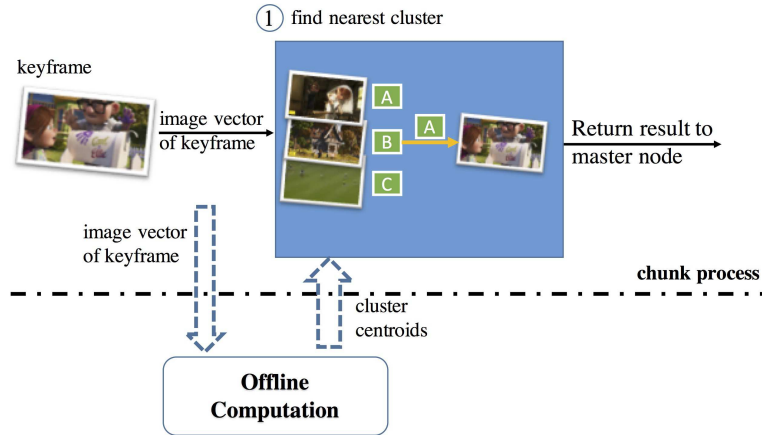 ① find nearest cluster
keyframe
image vector
of keyframe
A
B
C
A
Return result to
master node
image vector
of keyframe
chunk process
cluster
centroids
Offline
Computation